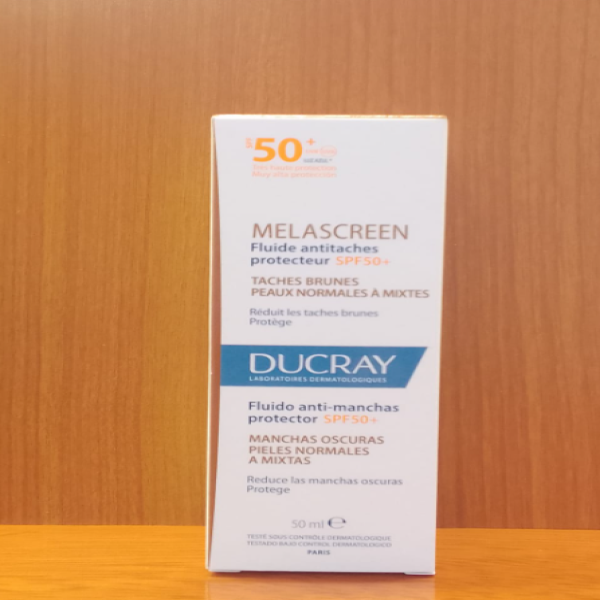 50+
MELASCREEN
Fluide antitaches
protecteur SPF50+
TACHES BRUNES
PEAUX NORMALES À MIXTES
Réduit les taches brunes
Protège
DUCRAY
LABORATOIRES DERMATOLOGIQUES
Fluido anti-manchas
protector SPF50+
MANCHAS OSCURAS
PIELES NORMALES
A MIXTAS
Reduce las manchas oscuras
Protege
50 ml e
TESTÉ SOUS CONTRÔLE DERMATOLOGIQUE
TESTADO BAJO CONTROL DERMATOLÓGICO
PARIS